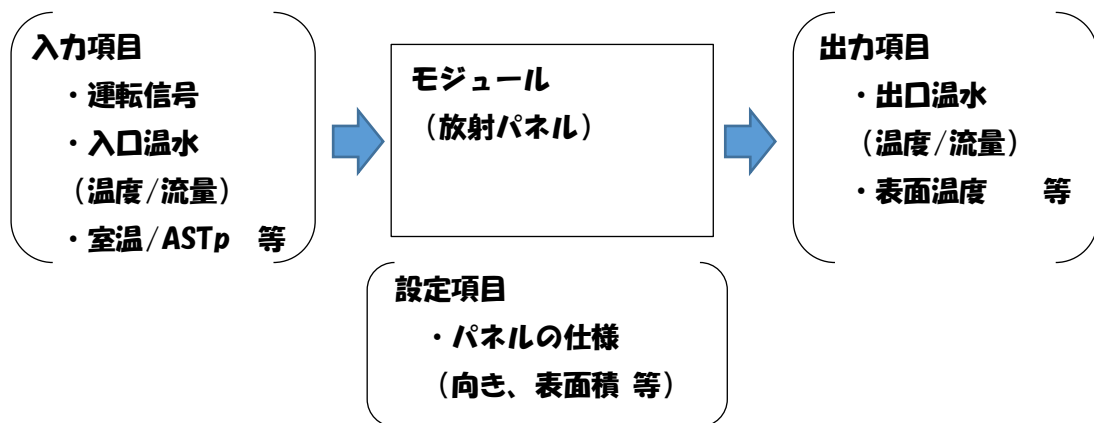 入力項目
・運転信号
・入口温水
(温度/流量)
・室温/ASTp 等
モジュール
(放射パネル)
出力項目
・出口温水
(温度/流量)
・表面温度 等
設定項目
・パネルの仕様
(向き、表面積 等)